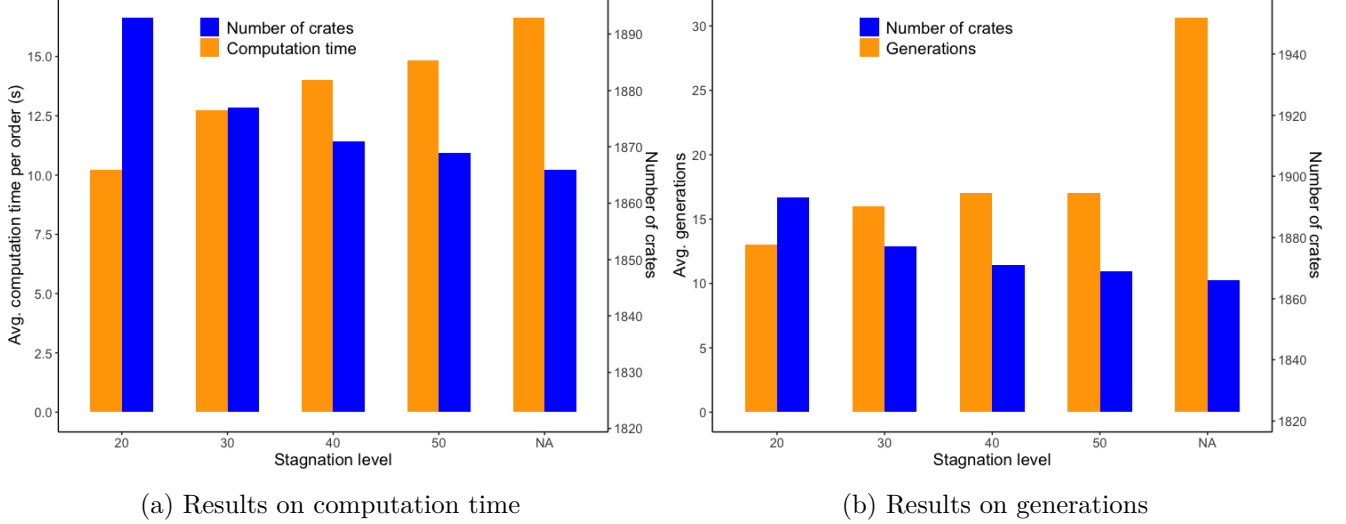 Number of crates
Computation time
15.0
12.5
10.0
7.5
5.0
2.5
0.0
Avg. computation time per order (s)
1890
1880
1870
1860
1850
1840
1830
1820
Number of crates
20 30 40 50 NA
Stagnation level
(a) Results on computation time
Number of crates
Generations
30
25
20
15
10
5
0
Avg. generations
1940
1920
1900
1880
1860
1840
1820
Number of crates
20 30 40 50 NA
Stagnation level
(b) Results on generations